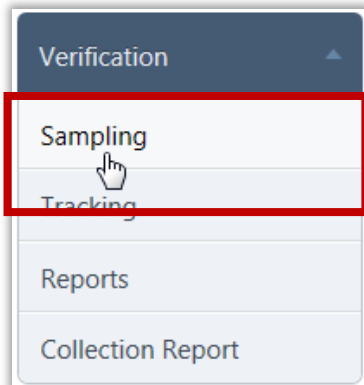 Verification
Sampling
Tracking
Reports
Collection Report